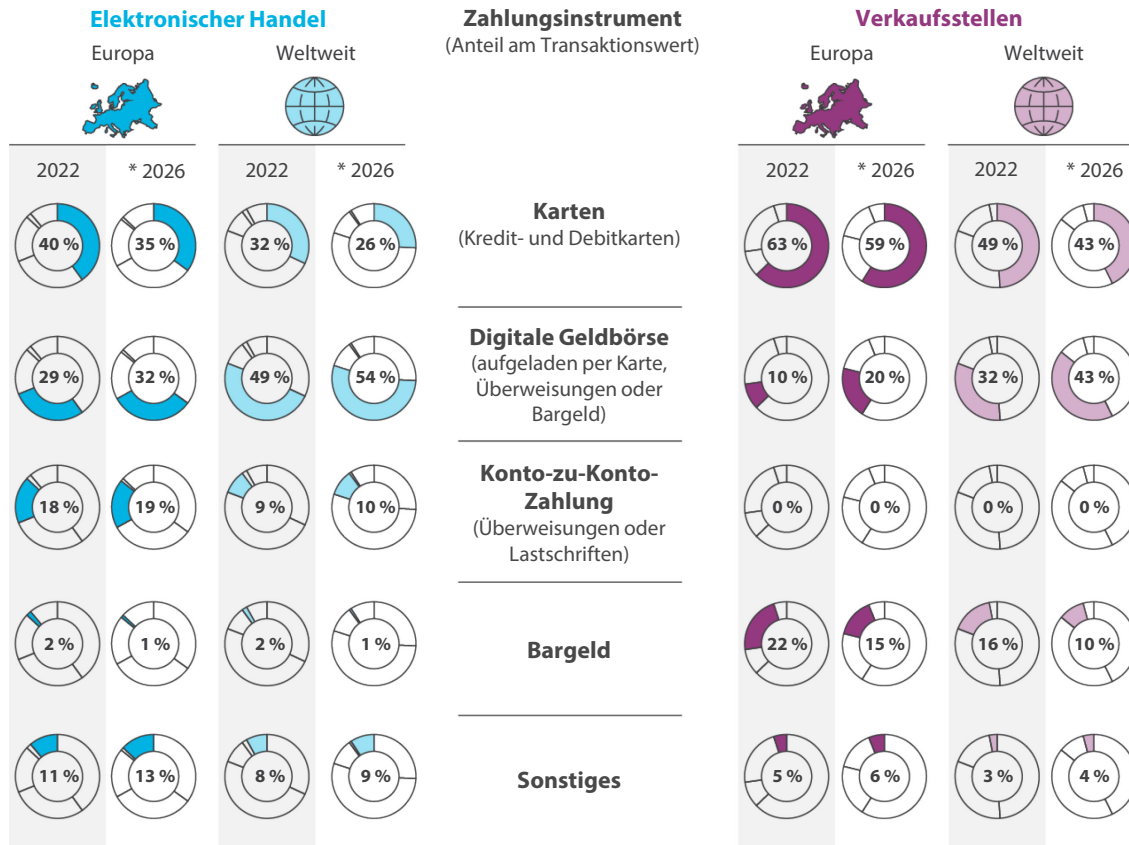 Elektronischer Handel
Zahlungsinstrument
(Anteil am Transaktionswert)
Verkaufsstellen
Europa
Weltweit
Europa
Weltweit
2022
* 2026
2022
* 2026
2022
* 2026
2022
* 2026
40 %
35 %
32 %
26 %
Karten
(Kredit- und Debitkarten)
63 %
59 %
49 %
43 %
29 %
32 %
49 %
54 %
Digitale Geldbörse
(aufgeladen per Karte,
Überweisungen oder
Bargeld)
10 %
20 %
32 %
43 %
18 %
19 %
9 %
10 %
Konto-zu-Konto-
Zahlung
(Überweisungen oder
Lastschriften)
0 %
0 %
0 %
0 %
2 %
1 %
2 %
1 %
Bargeld
22 %
15 %
16 %
10 %
11 %
13 %
8 %
9 %
Sonstiges
5 %
6 %
3 %
4 %